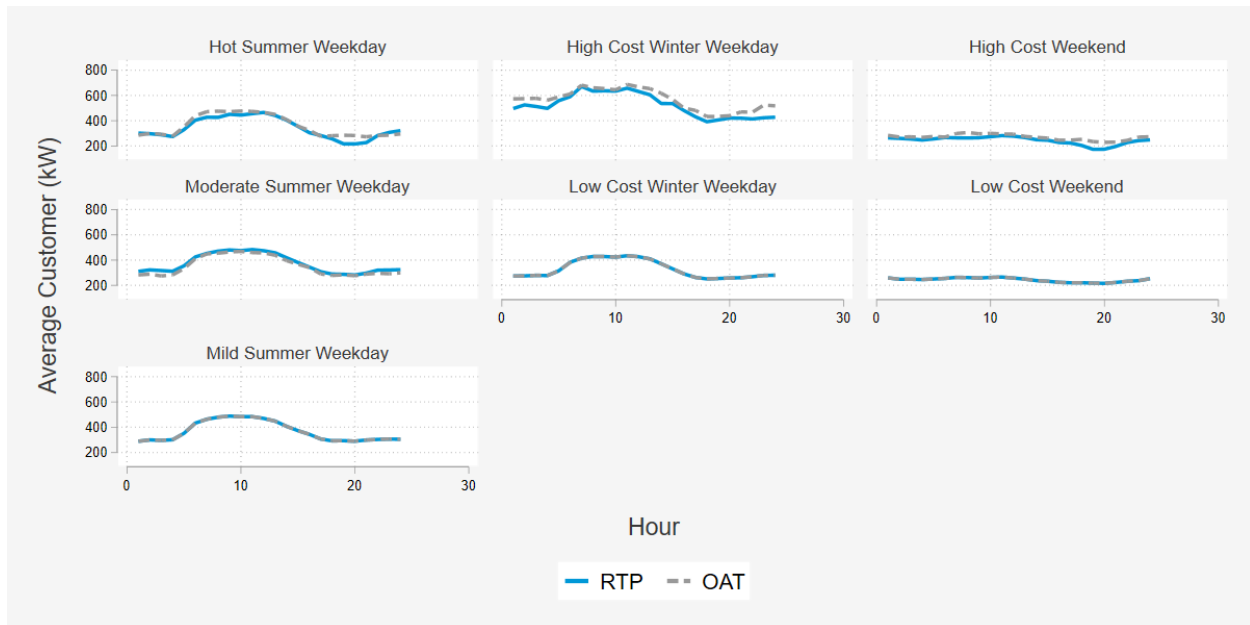 Hot Summer Weekday
High Cost Winter Weekday
High Cost Weekend
800
600
400
200
Moderate Summer Weekday
Low Cost Winter Weekday
Low Cost Weekend
800
600
400
200
0 10 20 30
0 10 20 30
Mild Summer Weekday
800
600
400
200
0 10 20 30
Average Customer (kW)
Hour
RTP OAT